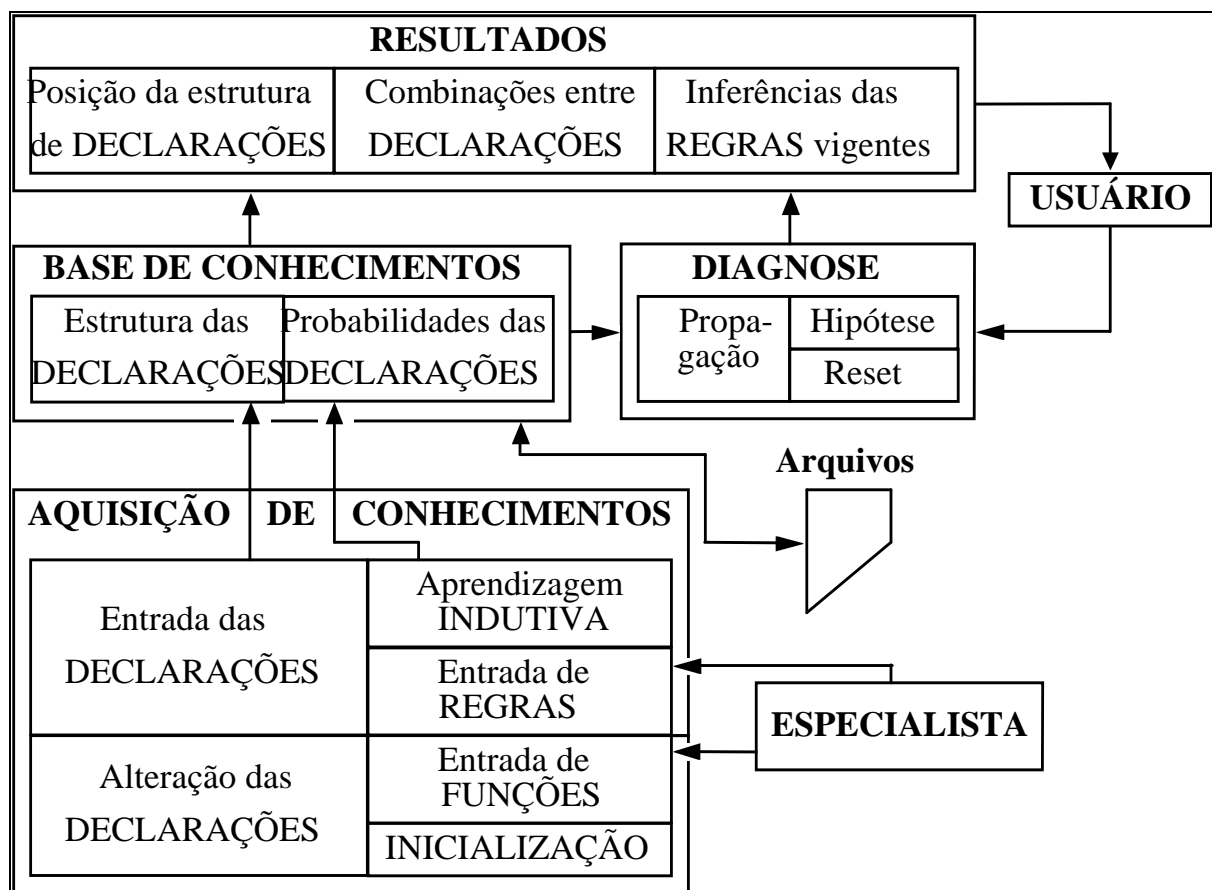 RESULTADOS
Posição da estrutura
de DECLARAÇÕES
Combinações entre
DECLARAÇÕES
Inferências das
REGRAS vigentes
USUÁRIO
BASE DE CONHECIMENTOS
Estrutura das
DECLARAÇÕES
Probabilidades das
DECLARAÇÕES
DIAGNOSE
Propa-
gação
Hipótese
Reset
Arquivos
AQUISIÇÃO DE CONHECIMENTOS
Entrada das
DECLARAÇÕES
Aprendizagem
INDUTIVA
Entrada de
REGRAS
ESPECIALISTA
Alteração das
DECLARAÇÕES
Entrada de
FUNÇÕES
INICIALIZAÇÃO